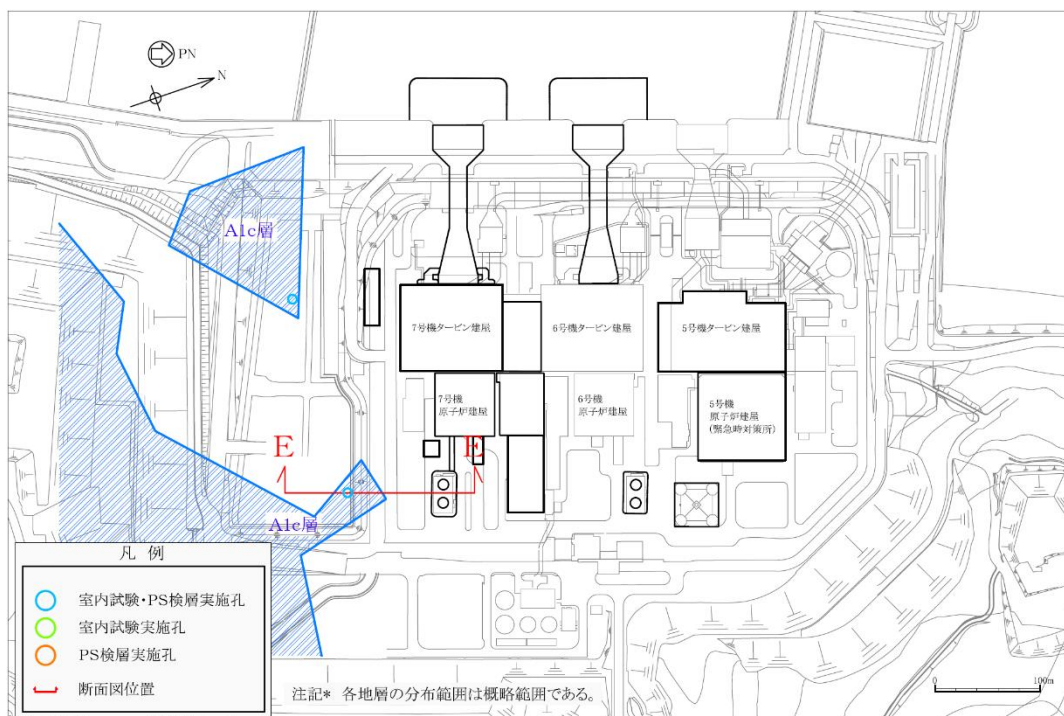 PN
N
A1c層
7号機タービン建屋
6号機タービン建屋
5号機タービン建屋
7号機
原子炉建屋
6号機
原子炉建屋
5号機
原子炉建屋
(緊急時対策所)
E
E
A1c層
凡 例
室内試験・PS検層実施孔
室内試験実施孔
PS検層実施孔
断面図位置
注記* 各地層の分布範囲は概略範囲である。
0
100m